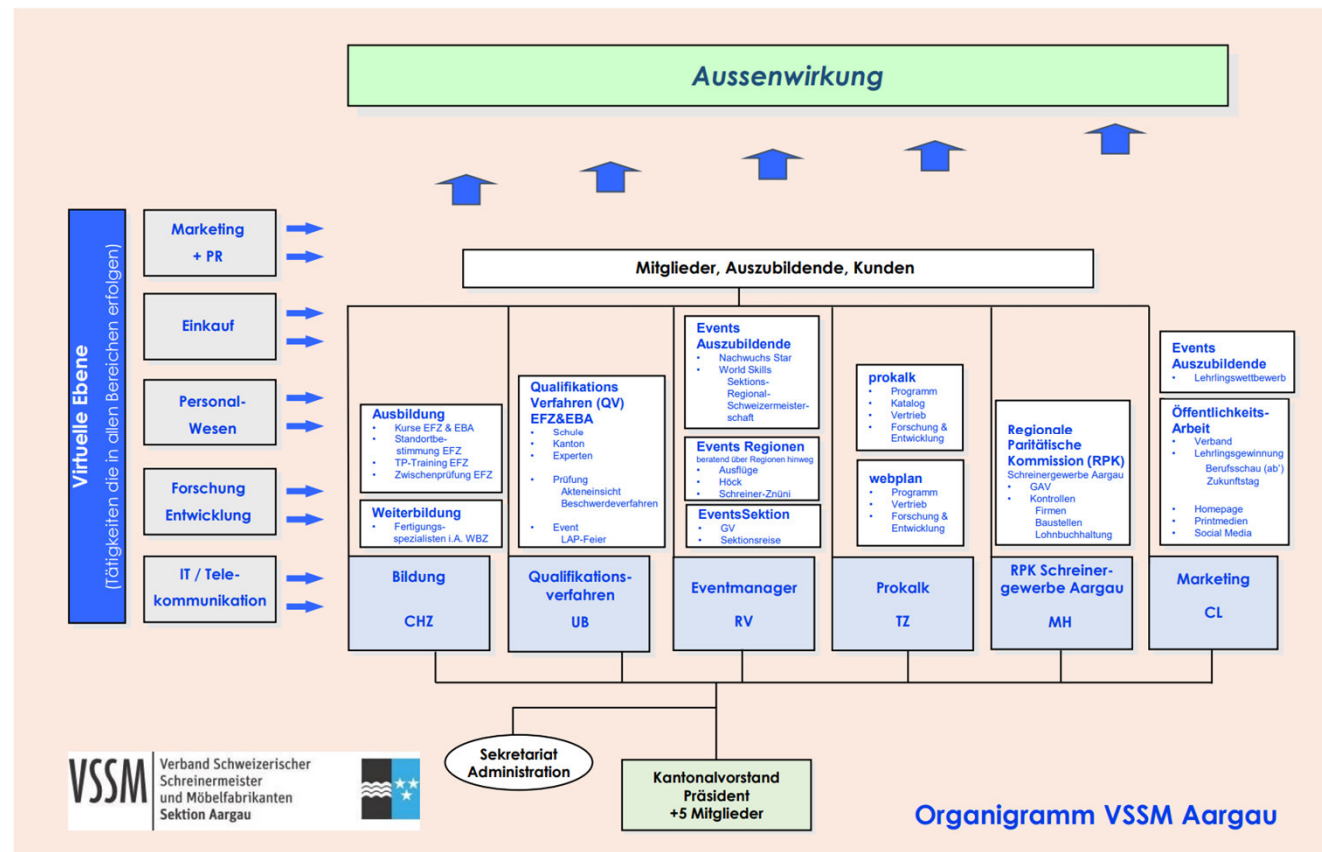 Aussenwirkung
Virtuelle Ebene
(Tätigkeiten die in allen Bereichen erfolgen)
Marketing
+ PR
Einkauf
Personal-
Wesen
Forschung
Entwicklung
IT / Tele-
kommunikation
Mitglieder, Auszubildende, Kunden
Ausbildung
• Kurse EFZ & EBA
• Standortbe-
stimmung EFZ
• TP-Training EFZ
• Zwischenprüfung EFZ
Weiterbildung
• Fertigungs-
spezialisten i.A. WBZ
Bildung
CHZ
Qualifikations
Verfahren (QV)
EFZ&EBA
• Schule
• Kanton
• Experten
• Prüfung
Akteneinsicht
Beschwerdeverfahren
• Event
LAP-Feier
Qualifikations-
verfahren
UB
Events
Auszubildende
• Nachwuchs Star
• World Skills
Sektions-
Regional-
Schweizermeister-
schaft
Events Regionen
beratend über Regionen hinweg
• Ausflüge
• Höck
• Schreiner-Znüni
EventsSektion
• GV
• Sektionsreise
Eventmanager
RV
prokalk
• Programm
• Katalog
• Vertrieb
• Forschung &
Entwicklung
webplan
• Programm
• Vertrieb
• Forschung &
Entwicklung
Prokalk
TZ
Regionale
Paritätische
Kommission (RPK)
Schreinergewerbe Aargau
• GAV
• Kontrollen
Firmen
Baustellen
Lohnbuchhaltung
RPK Schreiner-
gewerbe Aargau
MH
Events
Auszubildende
• Lehrlingswettbewerb
Öffentlichkeits-
Arbeit
• Verband
• Lehrlingsgewinnung
Berufsschau (ab')
Zukunftstag
• Homepage
• Printmedien
• Social Media
Marketing
CL
Sekretariat
Administration
Kantonalvorstand
Präsident
+5 Mitglieder
VSSM
Verband Schweizerischer
Schreinermeister
und Möbelfabrikanten
Sektion Aargau
Organigramm VSSM Aargau